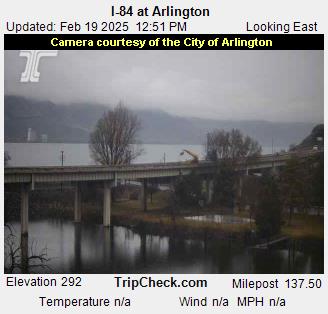 I-84 at Arlington
Updated: Feb 19 2025 12:51 PM Looking East
Camera courtesy of the City of Arlington
Elevation 292 TripCheck.com Milepost 137.50
Temperature n/a Wind n/a MPH n/a